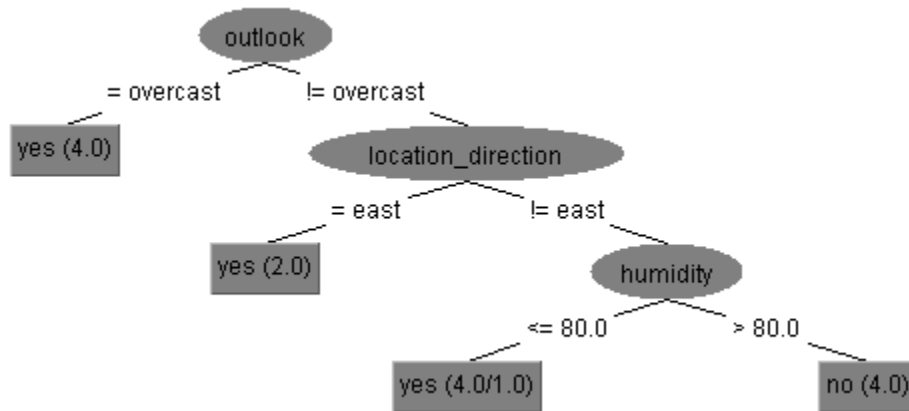 outlook
= overcast
!= overcast
yes (4.0)
location_direction
= east
!= east
yes (2.0)
humidity
<= 80.0
> 80.0
yes (4.0/1.0)
no (4.0)